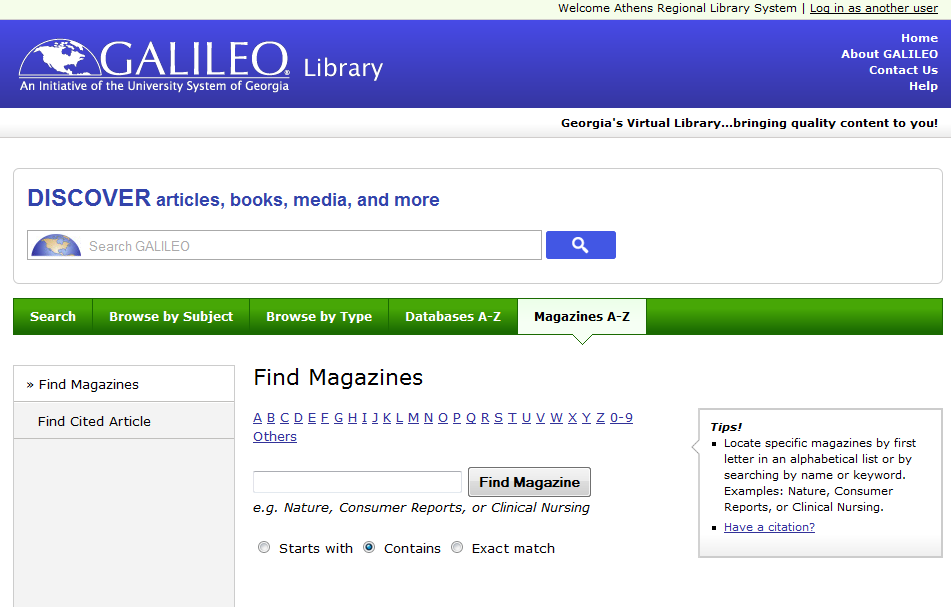 Welcome Athens Regional Library System | Log in as another user
GALILEO® Library
An Initiative of the University System of Georgia
Home
About GALILEO
Contact Us
Help
Georgia's Virtual Library...bringing quality content to you!
DISCOVER articles, books, media, and more
Search GALILEO
Search Browse by Subject Browse by Type Databases A-Z Magazines A-Z
» Find Magazines
Find Cited Article
Find Magazines
A B C D E F G H I J K L M N O P Q R S T U V W X Y Z 0-9
Others
Find Magazine
e.g. Nature, Consumer Reports, or Clinical Nursing
Starts with Contains Exact match
Tips!
Locate specific magazines by first
letter in an alphabetical list or by
searching by name or keyword.
Examples: Nature, Consumer
Reports, or Clinical Nursing.
Have a citation?